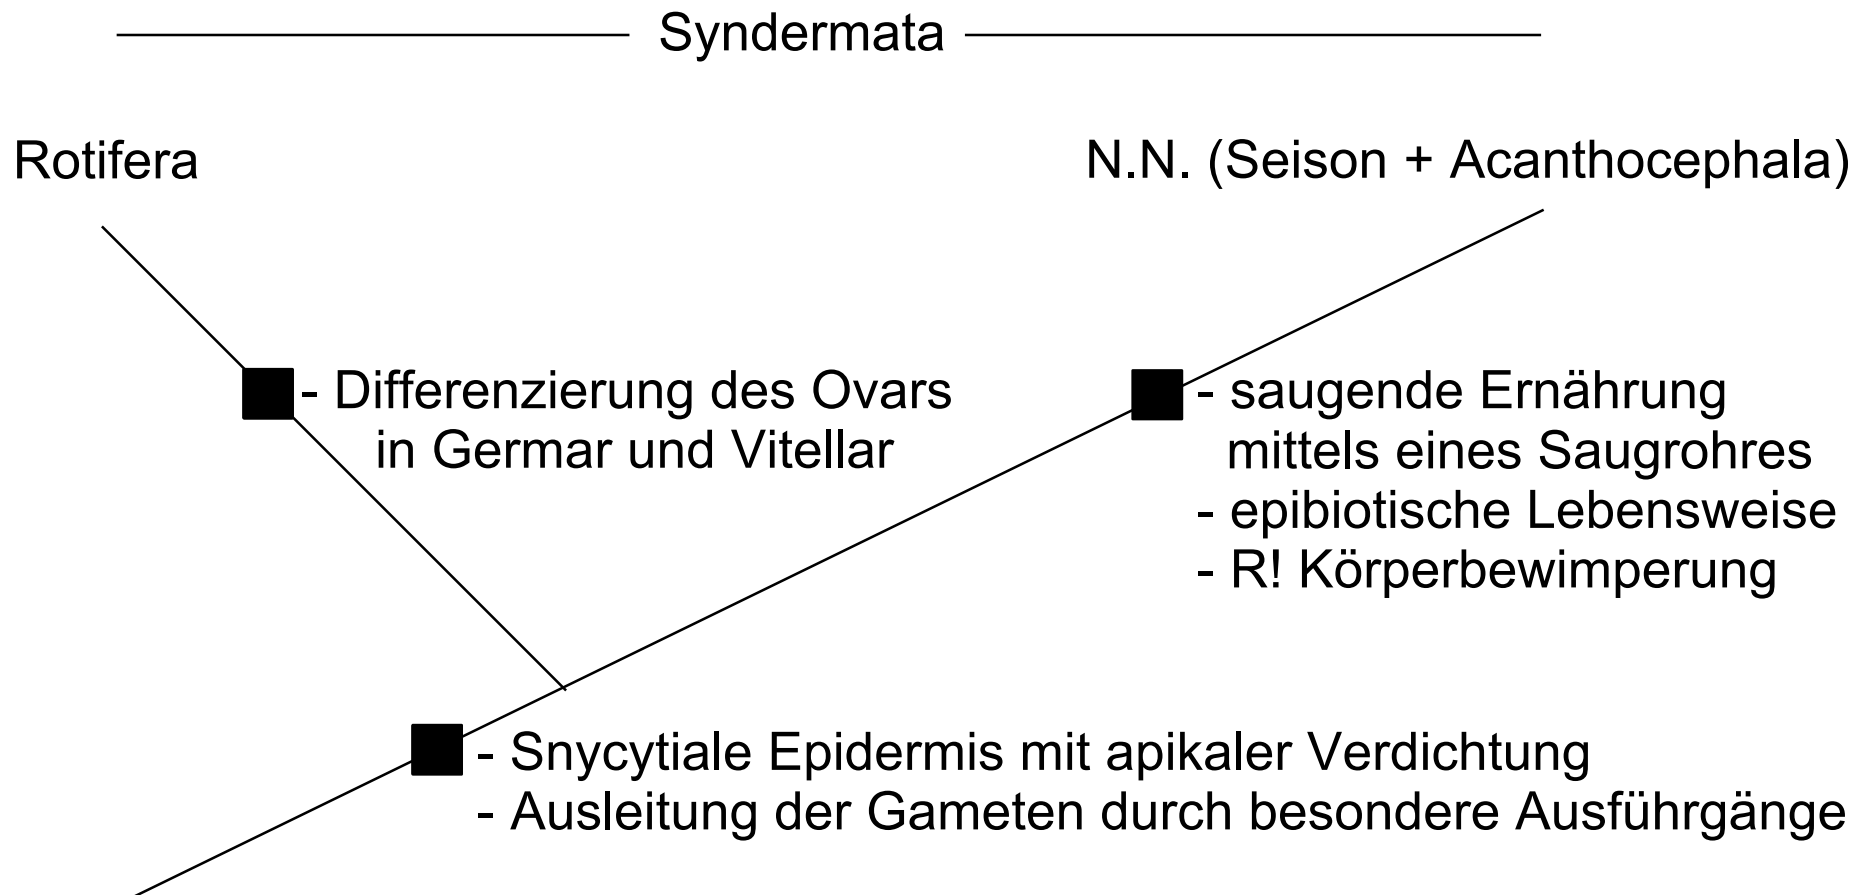 Syndermata
Rotifera
N.N. (Seison + Acanthocephala)
- Differenzierung des Ovars
in Germar und Vitellar
- saugende Ernährung
mittels eines Saugrohres
- epibiotische Lebensweise
- R! Körperbewimperung
- Snycytiale Epidermis mit apikaler Verdichtung
- Ausleitung der Gameten durch besondere Ausführgänge